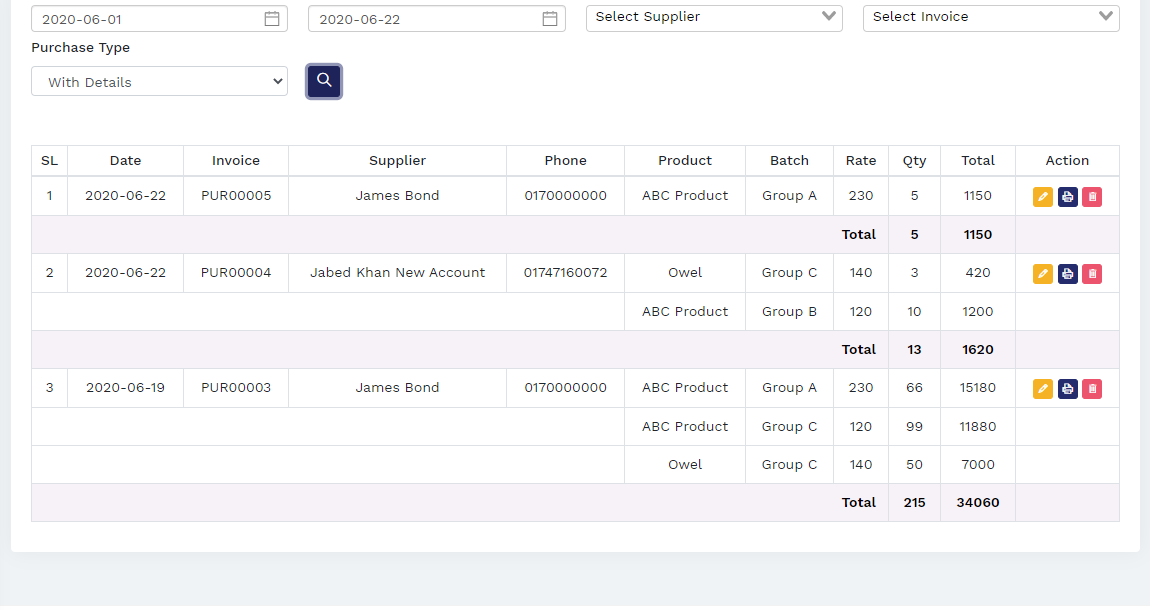 2020-06-01 2020-06-22 Select Supplier Select Invoice
Purchase Type
With Details
SL Date Invoice Supplier Phone Product Batch Rate Qty Total Action
1 2020-06-22 PUR00005 James Bond 0170000000 ABC Product Group A 230 5 1150
Total 5 1150
2 2020-06-22 PUR00004 Jabed Khan New Account 01747160072 Owel Group C 140 3 420
ABC Product Group B 120 10 1200
Total 13 1620
3 2020-06-19 PUR00003 James Bond 0170000000 ABC Product Group A 230 66 15180
ABC Product Group C 120 99 11880
Owel Group C 140 50 7000
Total 215 34060